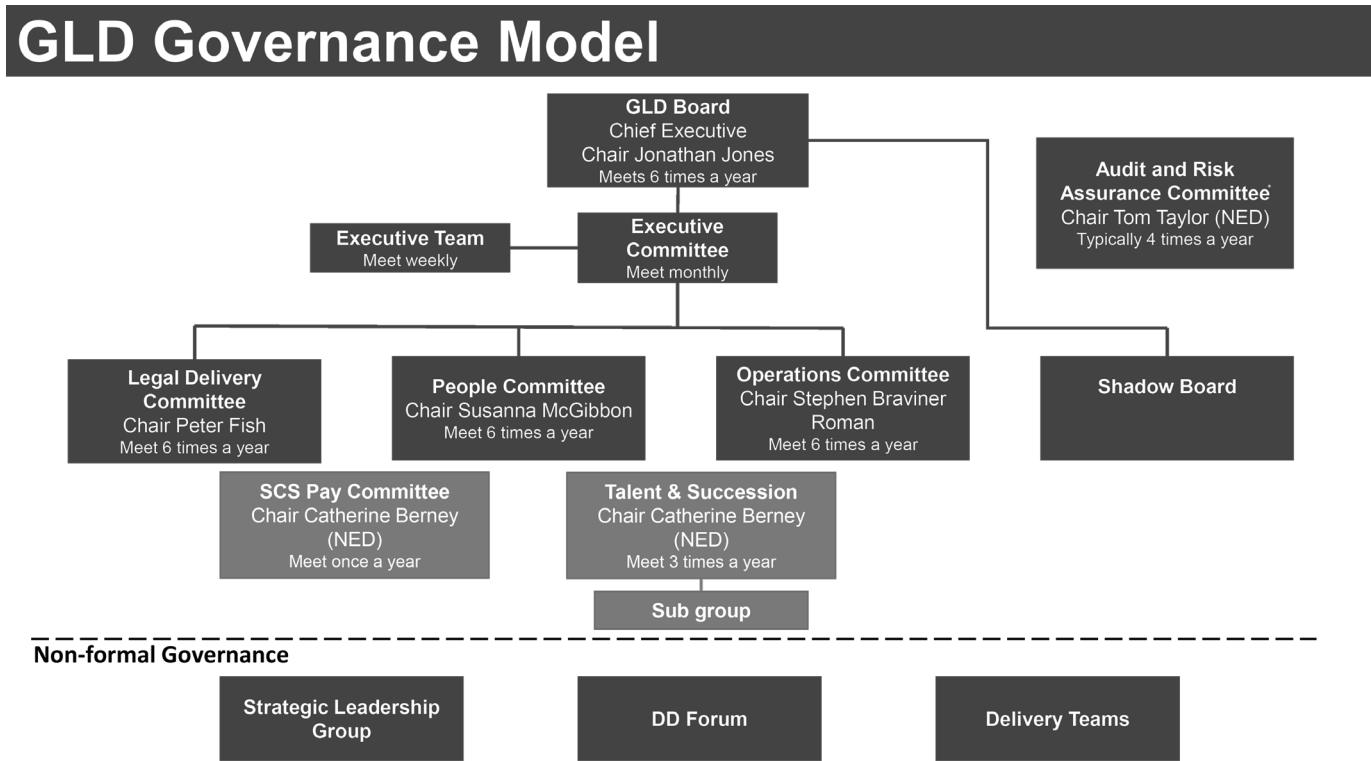 GLD Governance Model
GLD Board
Chief Executive
Chair Jonathan Jones
Meets 6 times a year
Audit and Risk
Assurance Committee*
Chair Tom Taylor (NED)
Typically 4 times a year
Executive Team
Meet weekly
Executive
Committee
Meet monthly
Legal Delivery
Committee
Chair Peter Fish
Meet 6 times a year
People Committee
Chair Susanna McGibbon
Meet 6 times a year
Operations Committee
Chair Stephen Braviner
Roman
Meet 6 times a year
Shadow Board
SCS Pay Committee
Chair Catherine Berney
(NED)
Meet once a year
Talent & Succession
Chair Catherine Berney
(NED)
Meet 3 times a year
Sub group
Non-formal Governance
Strategic Leadership
Group
DD Forum
Delivery Teams